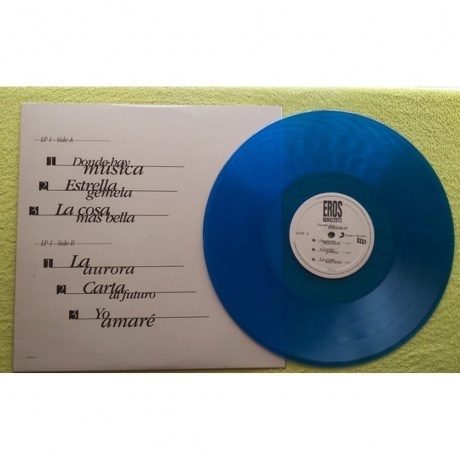 LP 1 - Side A
1 Donde hay
música
2 Estrella
gemela
3 La cosa
más bella
LP 1 - Side B
1 La
aurora
2 Carta
al futuro
3 Yo
amaré
EROS
RAMAZZOTTI